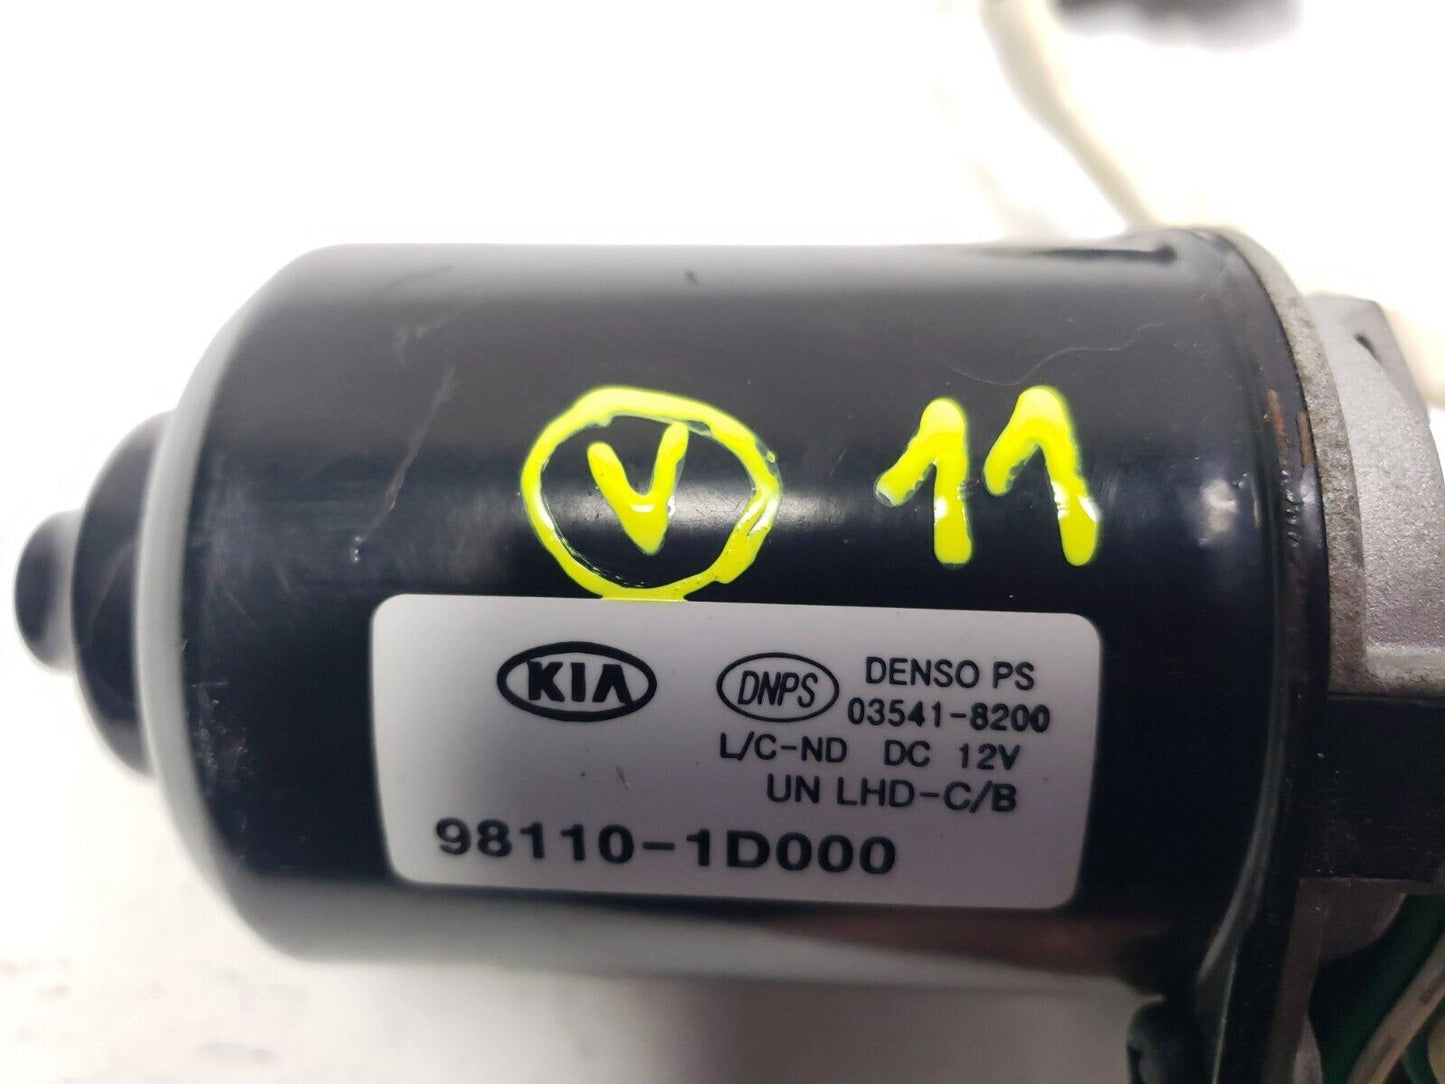 V 11
KIA DNPS DENSO PS
03541-8200
L/C-ND DC 12V
UN LHD-C/B
98110-1D000